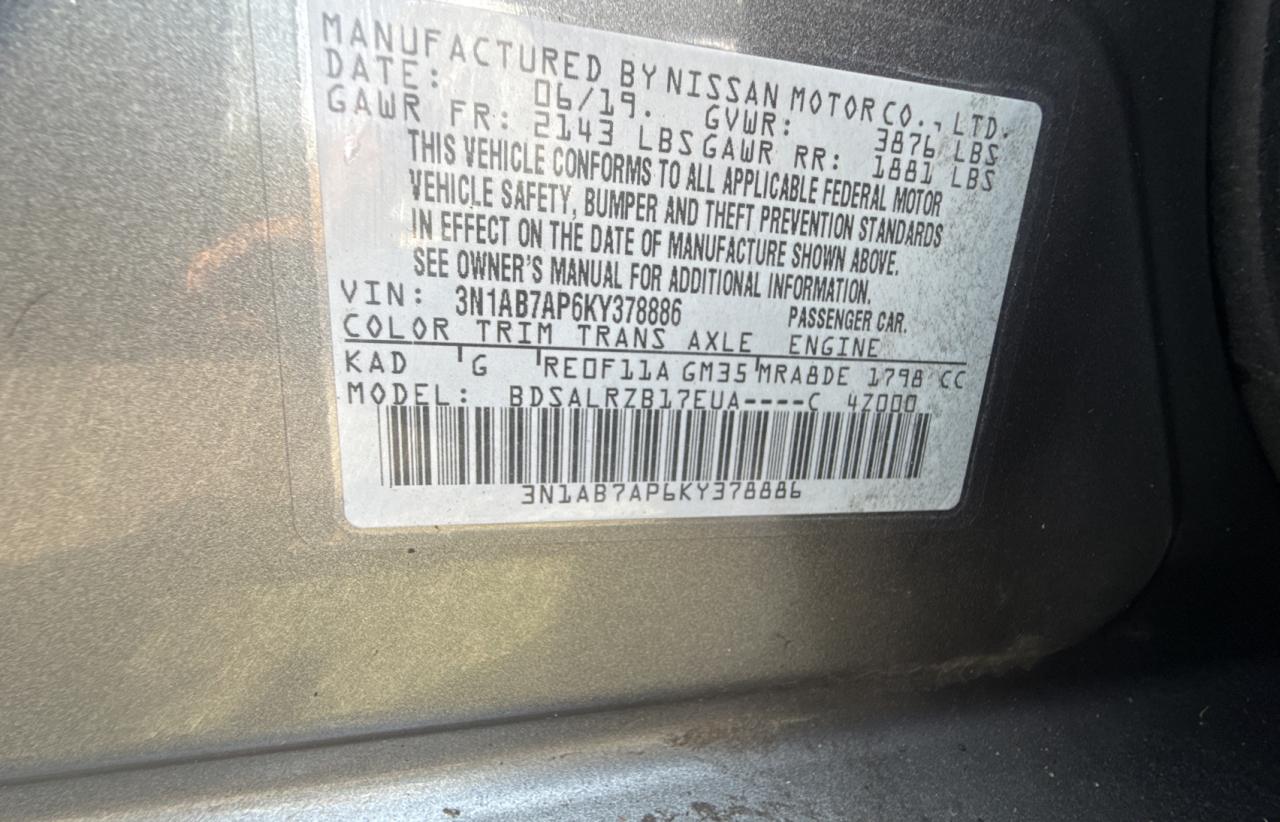 MANUFACTURED BY NISSAN MOTOR CO., LTD.
DATE: 06/19. GVWR: 3876 LBS
GAWR FR: 2143 LBS GAWR RR: 1881 LBS
THIS VEHICLE CONFORMS TO ALL APPLICABLE FEDERAL MOTOR
VEHICLE SAFETY, BUMPER AND THEFT PREVENTION STANDARDS
IN EFFECT ON THE DATE OF MANUFACTURE SHOWN ABOVE.
SEE OWNER'S MANUAL FOR ADDITIONAL INFORMATION.
VIN: 3N1AB7AP6KY378886 PASSENGER CAR.
COLOR TRIM TRANS AXLE ENGINE
KAD G RE0F11A GM35 MRA8DE 1798 CC
MODEL: BDSALRZB17EUA----C 4Z000
3N1AB7AP6KY378886